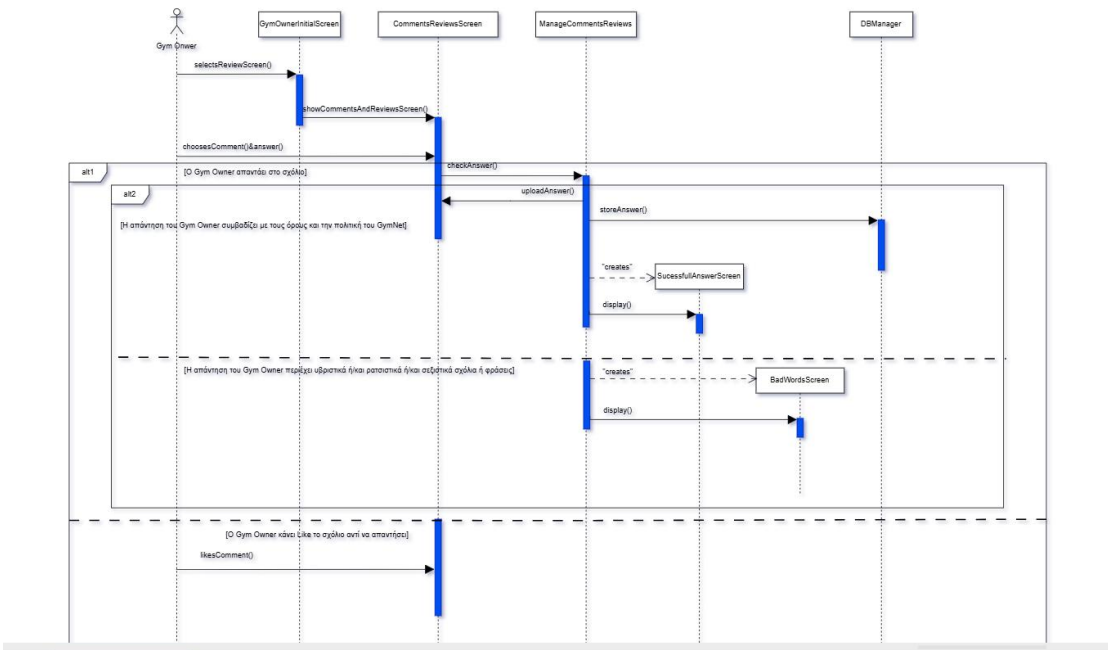 GymOwnerInitialScreen
CommentsReviewsScreen
ManageCommentsReviews
DBManager
Gym Onwer
selectsReviewScreen()
showCommentsAndReviewsScreen()
choosesComment()&answer()
checkAnswer()
alt1
[Ο Gym Owner απαντάει στο σχόλιο]
alt2
uploadAnswer()
storeAnswer()
[Η απάντηση του Gym Owner συμβαδίζει με τους όρους και την πολιτική του GymNet]
"creates"
SucessfullAnswerScreen
display()
[Η απάντηση του Gym Owner περιέχει υβριστικά ή/και ρατσιστικά ή/και σεξιστικά σχόλια ή φράσεις]
"creates"
BadWordsScreen
display()
[Ο Gym Owner κάνει Like το σχόλιο αντί να απαντήσει]
likesComment()